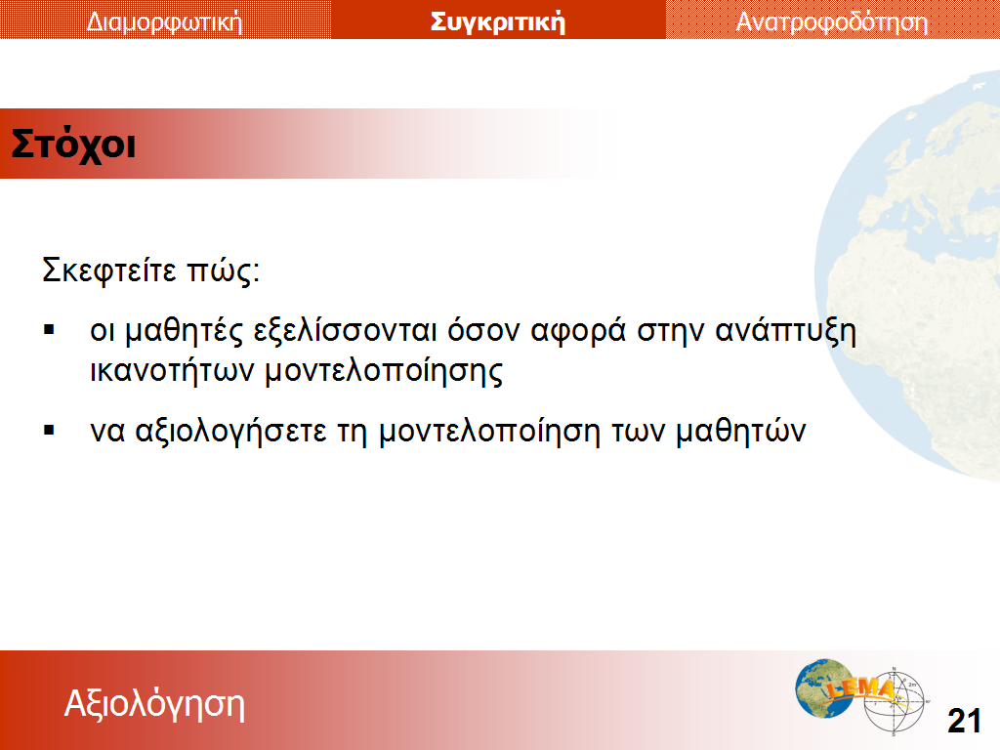 Διαμορφωτική
Συγκριτική
Ανατροφοδότηση
Στόχοι
Σκεφτείτε πώς:
▪ οι μαθητές εξελίσσονται όσον αφορά στην ανάπτυξη
ικανοτήτων μοντελοποίησης
▪ να αξιολογήσετε τη μοντελοποίηση των μαθητών
Αξιολόγηση
LEMA
21